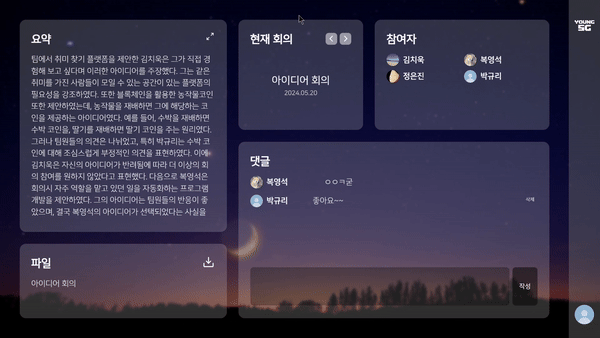 요약
팀에서 취미 찾기 플랫폼을 제안한 김치욱은 그가 직접 경
험해 보고 싶다며 이러한 아이디어를 주장했다. 그는 같은
취미를 가진 사람들이 모일 수 있는 공간이 있는 플랫폼의
필요성을 강조하였다. 또한 블록체인을 활용한 농작물코인
또한 제안하였는데, 농작물을 재배하면 그에 해당하는 코
인을 제공하는 아이디어였다. 예를 들어, 수박을 재배하면
수박 코인을, 딸기를 재배하면 딸기 코인을 주는 원리였다.
그러나 팀원들의 의견은 나뉘었고, 특히 박규리는 수박 코
인에 대해 조심스럽게 부정적인 의견을 표현하였다. 이에
김치욱은 자신의 아이디어가 반려됨에 따라 더 이상의 회
의 참여를 원하지 않았다고 표현했다. 다음으로 복영석은
회의시 자주 역할을 맡고 있던 일을 자동화하는 프로그램
개발을 제안하였다. 그의 아이디어는 팀원들의 반응이 좋
았으며, 결국 복영석의 아이디어가 선택되었다는 사실을
파일
아이디어 회의
현재 회의
아이디어 회의
2024.05.20
참여자
김치욱
복영석
정은진
박규리
댓글
복영석 ㅇㅇㅋ굳
박규리 좋아요~~ 삭제
작성
YOUNG
5G